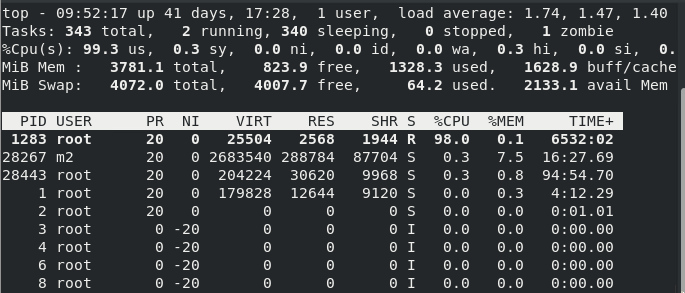 top - 09:52:17 up 41 days, 17:28,  1 user,  load average: 1.74, 1.47, 1.40
Tasks: 343 total,   2 running, 340 sleeping,   0 stopped,   1 zombie
%Cpu(s): 99.3 us,  0.3 sy,  0.0 ni,  0.0 id,  0.0 wa,  0.3 hi,  0.0 si,  0.
MiB Mem :   3781.1 total,    823.9 free,   1328.3 used,   1628.9 buff/cache
MiB Swap:   4072.0 total,   4007.7 free,     64.2 used.   2133.1 avail Mem
PID USER      PR  NI    VIRT    RES    SHR S  %CPU  %MEM     TIME+
1283 root      20   0   25504   2568   1944 R  98.0   0.1   6532:02
28267 m2        20   0 2683540 288784  87704 S   0.3   7.5  16:27.69
28443 root      20   0  204224  30620   9968 S   0.3   0.8  94:54.70
1 root      20   0  179828  12644   9120 S   0.0   0.3   4:12.29
2 root      20   0       0      0      0 S   0.0   0.0   0:01.01
3 root       0 -20       0      0      0 I   0.0   0.0   0:00.00
4 root       0 -20       0      0      0 I   0.0   0.0   0:00.00
6 root       0 -20       0      0      0 I   0.0   0.0   0:00.00
8 root       0 -20       0      0      0 I   0.0   0.0   0:00.00